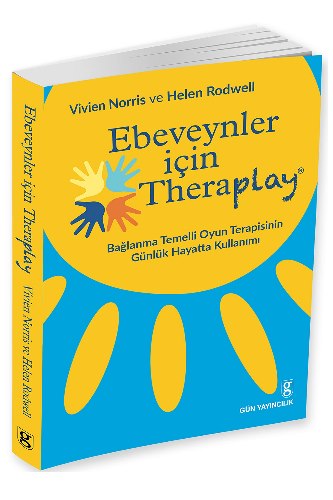 Vivien Norris ve Helen Rodwell
Ebeveynler
için
Theraplay®
Bağlanma Temelli Oyun Terapisinin
Günlük Hayatta Kullanımı
g
GÜN YAYINCILIK
Ebeveynler için Theraplay
Vivien Norris ve Helen Rodwell
g